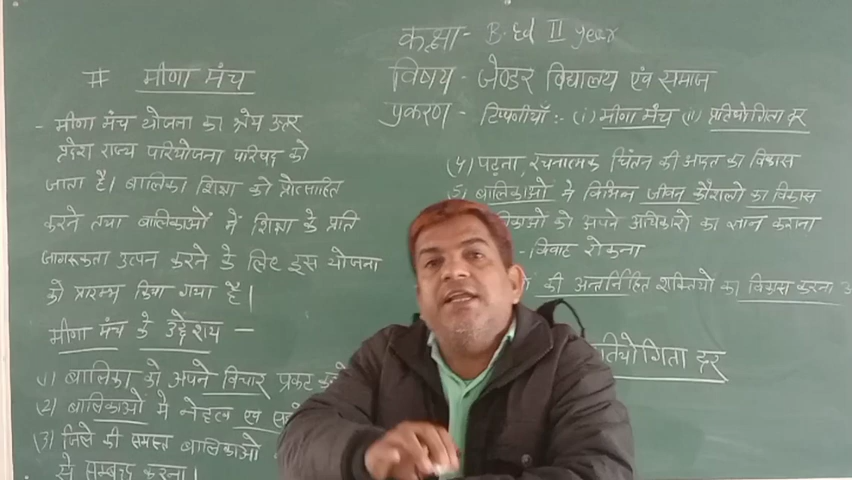 कक्षा - B.Ed II year
विषय - जेण्डर विद्यालय एवं समाज
प्रकरण - टिप्पणीयाँ :- (i) मीना मंच (ii) प्रतियोगिता दर
# मीना मंच
- मीना मंच योजना का श्रेय उत्तर
प्रदेश राज्य परियोजना परिषद को
जाता है। बालिका शिक्षा को प्रोत्साहित
करने तथा बालिकाओं में शिक्षा के प्रति
जागरूकता उत्पन करने के लिए इस योजना
को प्रारम्भ किया गया है।
मीना मंच के उद्देश्य -
(1) बालिका को अपने विचार प्रकट
(2) बालिकाओं मे नेतृत्व एवं
(3) जिले की समस्त बालिकाओं
से सम्बद्ध करना।
(4) पढना, रचनात्मक चिंतन की आदत का विकास
(5) बालिकाओं मे विभिन्न जीवन कौशलो का विकास
को अपने अधिकारों का ज्ञान कराना
- विवाह रोकना
की अन्तर्निहित शक्तियों का विकास करना
दर